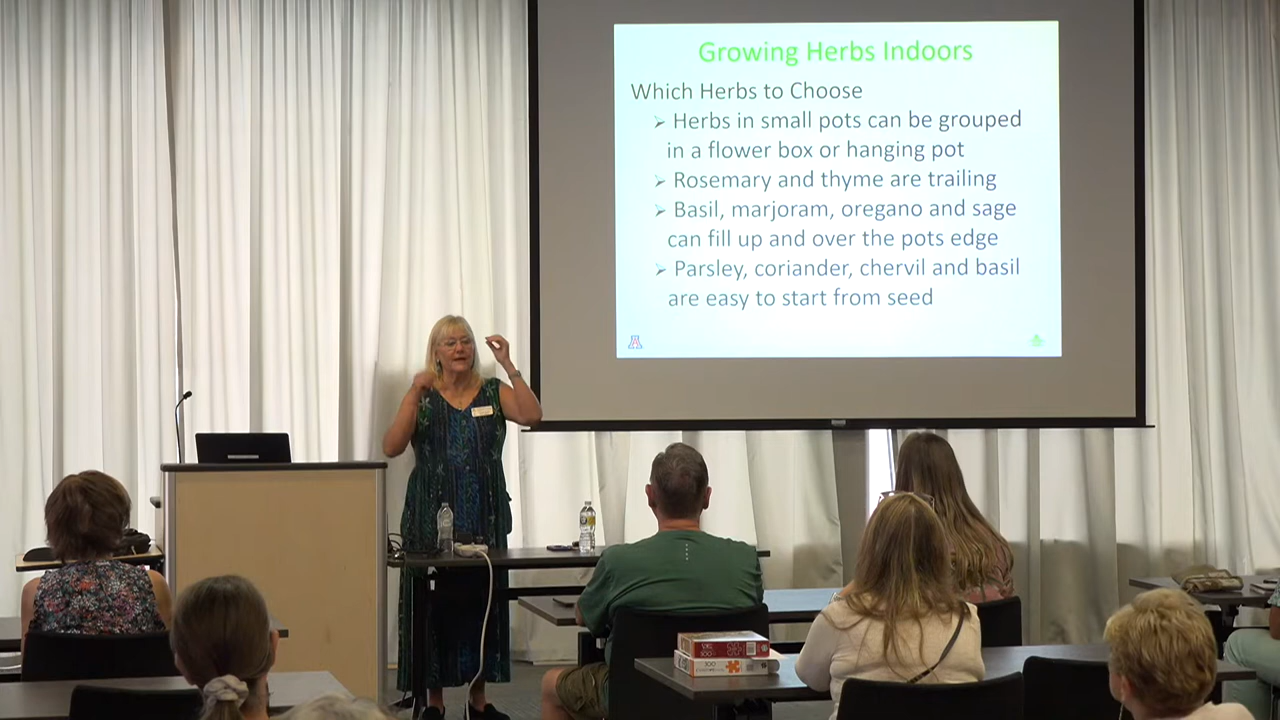 Growing Herbs Indoors
Which Herbs to Choose
➢ Herbs in small pots can be grouped
in a flower box or hanging pot
➢ Rosemary and thyme are trailing
➢ Basil, marjoram, oregano and sage
can fill up and over the pots edge
➢ Parsley, coriander, chervil and basil
are easy to start from seed
A
300
300